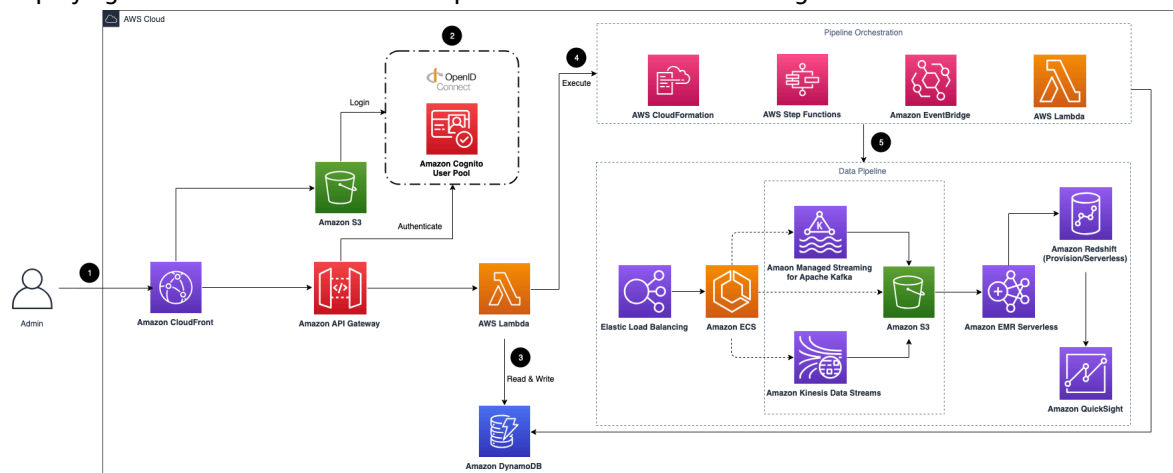 AWS Cloud
2
OpenID
Connect
Amazon Cognito
User Pool
Login
Amazon S3
Authenticate
1
Admin
Amazon CloudFront
Amazon API Gateway
AWS Lambda
3
Read & Write
Amazon DynamoDB
4
Execute
Pipeline Orchestration
AWS CloudFormation
AWS Step Functions
Amazon EventBridge
AWS Lambda
5
Data Pipeline
Elastic Load Balancing
Amazon ECS
K
Amaon Managed Streaming
for Apache Kafka
Amazon Kinesis Data Streams
Amazon S3
Amazon EMR Serverless
Amazon Redshift
(Provision/Serverless)
Amazon QuickSight